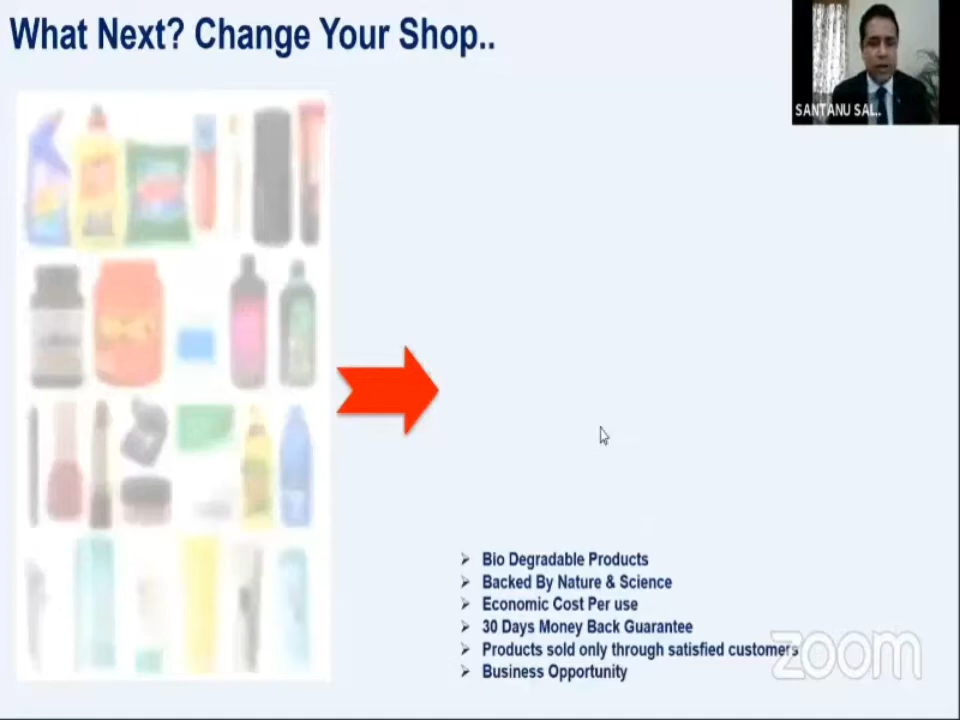 What Next? Change Your Shop..
SANTANU SAL..
Bio Degradable Products
Backed By Nature & Science
Economic Cost Per use
30 Days Money Back Guarantee
Products sold only through satisfied customers
Business Opportunity
zoom